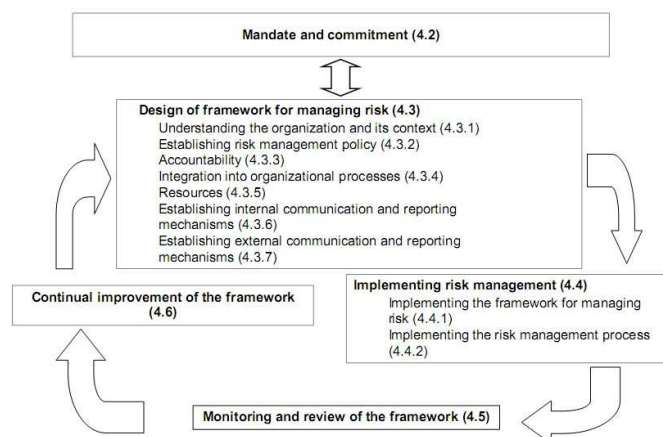 Mandate and commitment (4.2)
Design of framework for managing risk (4.3)
Understanding the organization and its context (4.3.1)
Establishing risk management policy (4.3.2)
Accountability (4.3.3)
Integration into organizational processes (4.3.4)
Resources (4.3.5)
Establishing internal communication and reporting
mechanisms (4.3.6)
Establishing external communication and reporting
mechanisms (4.3.7)
Implementing risk management (4.4)
Implementing the framework for managing
risk (4.4.1)
Implementing the risk management process
(4.4.2)
Continual improvement of the framework
(4.6)
Monitoring and review of the framework (4.5)